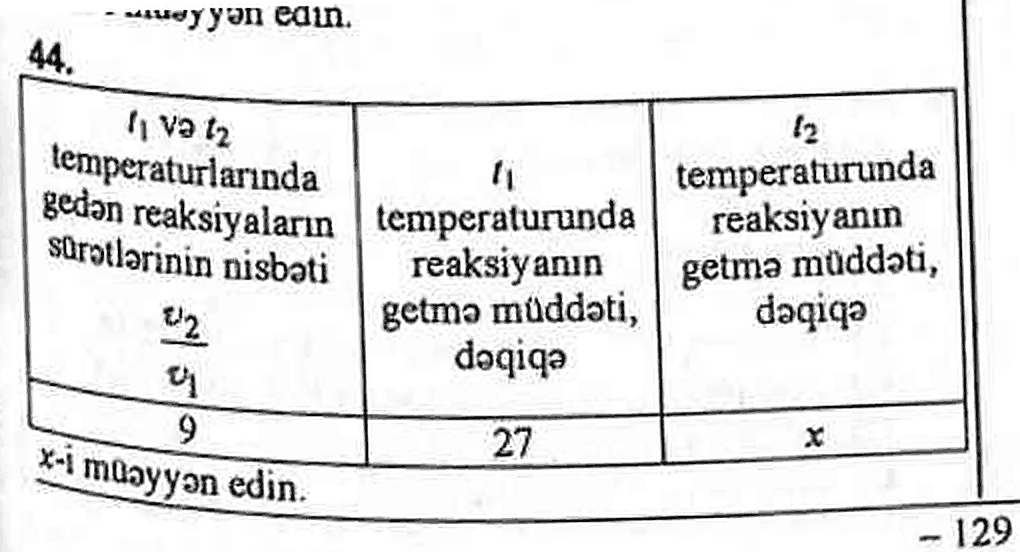 edin.
44.
t₁ və t₂
temperaturlarında
gedən reaksiyaların
sürətlərinin nisbəti
v₂
v₁
t₁
temperaturunda
reaksiyanın
getmə müddəti,
dəqiqə
t₂
temperaturunda
reaksiyanın
getmə müddəti,
dəqiqə
9
27
x
x-i müəyyən edin.
– 129